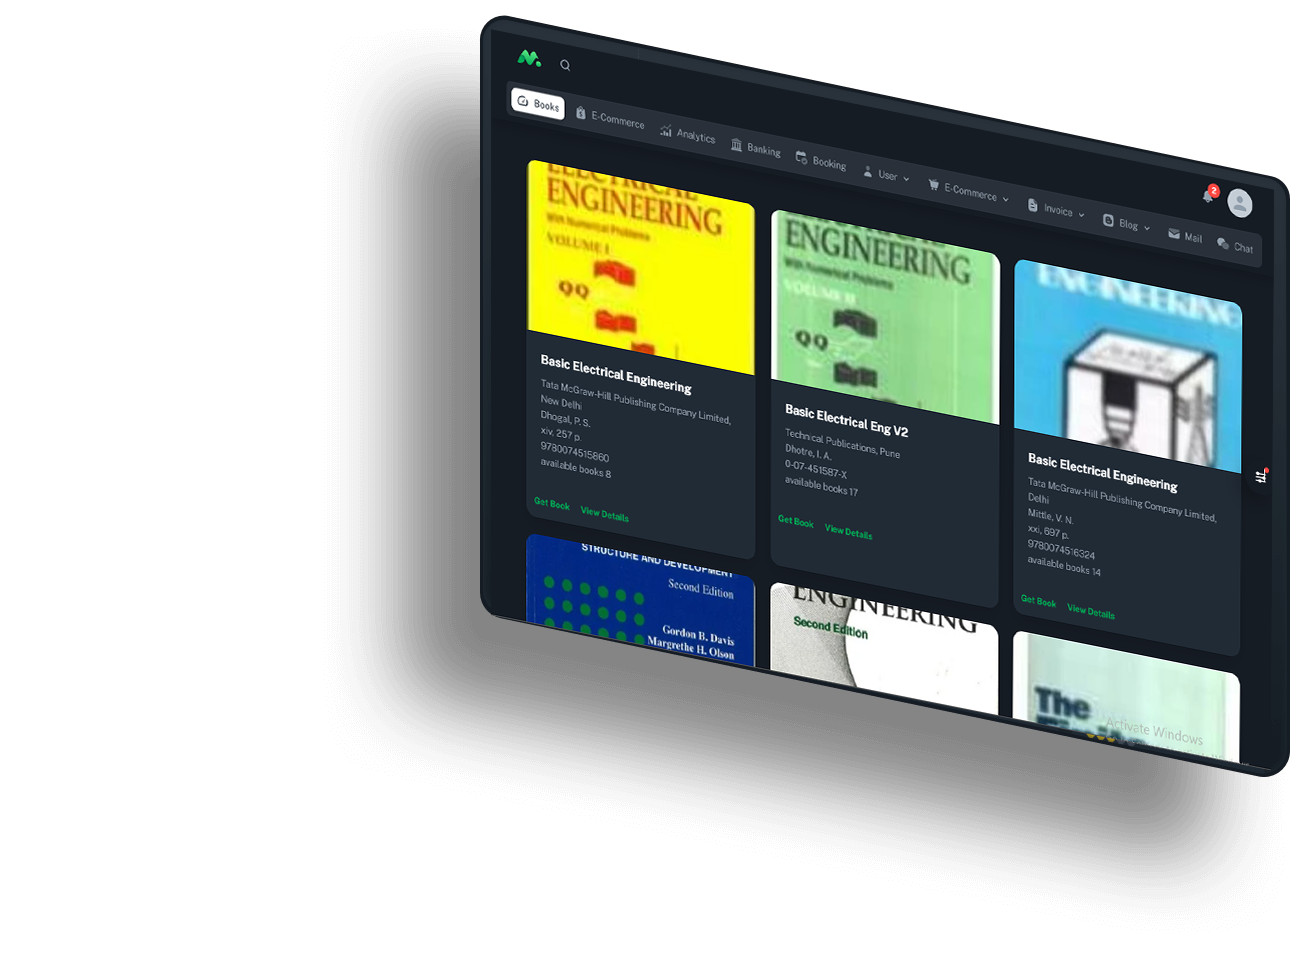 Books
E-Commerce
Analytics
Banking
Booking
User
E-Commerce
Invoice
Blog
Mail
Chat
2
ELECTRICAL
ENGINEERING
With Numerical Problems
VOLUME I
QQ
Basic Electrical Engineering
Tata McGraw-Hill Publishing Company Limited,
New Delhi
Dhogal, P. S.
xiv, 257 p.
9780074515860
available books 8
Get Book View Details
ENGINEERING
With Numerical Problems
VOLUME II
QQ
Basic Electrical Eng V2
Technical Publications, Pune
Dhotre, I. A.
0-07-451587-X
available books 17
Get Book View Details
ENGINEERING
Basic Electrical Engineering
Tata McGraw-Hill Publishing Company Limited,
Delhi
Mittle, V. N.
xxi, 697 p.
9780074516324
available books 14
Get Book View Details
STRUCTURE AND DEVELOPMENT
Second Edition
Gordon B. Davis
Margrethe H. Olson
ENGINEERING
Second Edition
The
Activate Windows